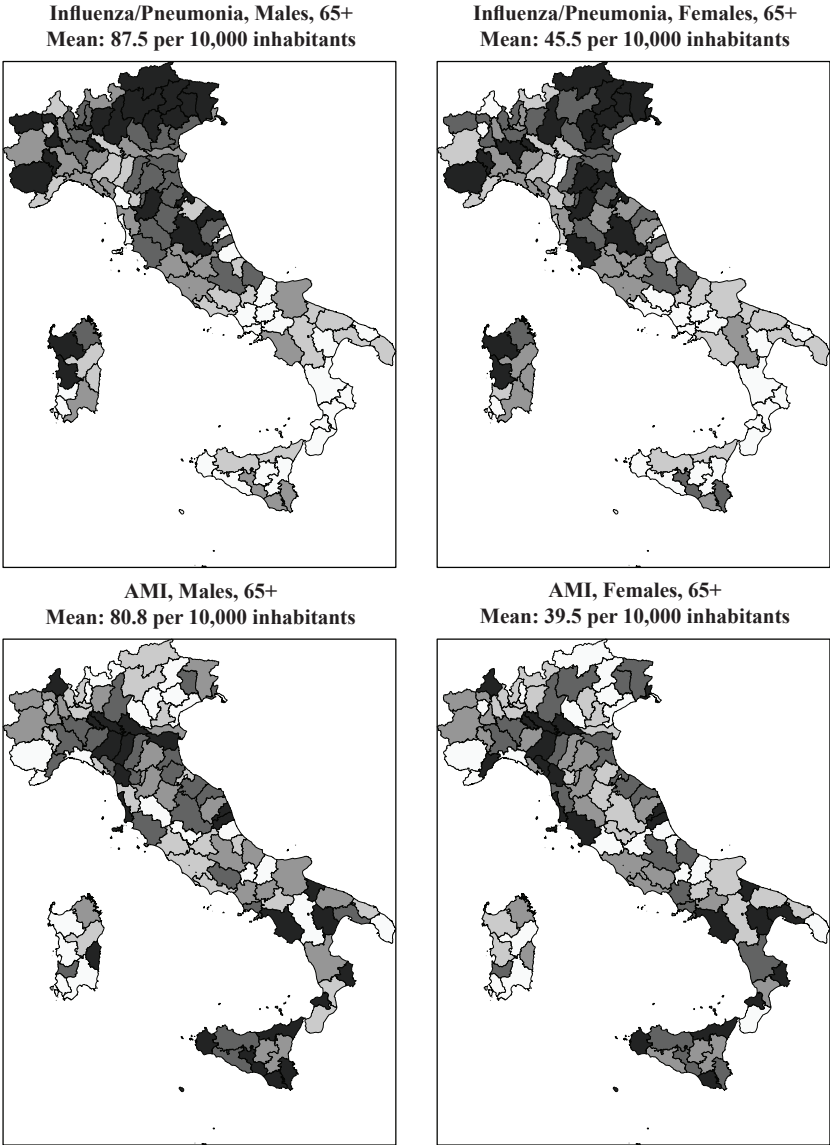 Influenza/Pneumonia, Males, 65+
Mean: 87.5 per 10,000 inhabitants
Influenza/Pneumonia, Females, 65+
Mean: 45.5 per 10,000 inhabitants
AMI, Males, 65+
Mean: 80.8 per 10,000 inhabitants
AMI, Females, 65+
Mean: 39.5 per 10,000 inhabitants